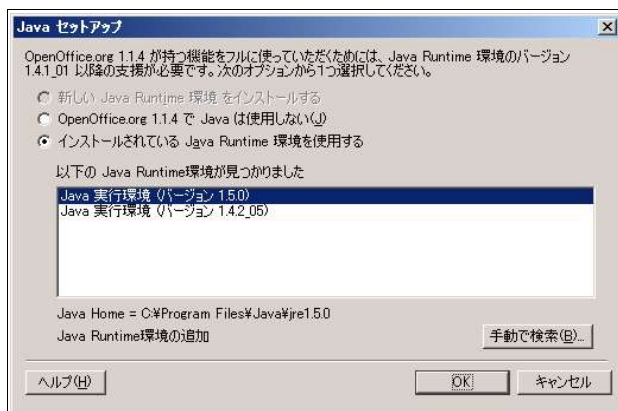 Java セットアップ
OpenOffice.org 1.1.4 が持つ機能をフルに使っていただくためには、Java Runtime 環境のバージョン
1.4.1_01 以降の支援が必要です。次のオプションから1つ選択してください。
新しい Java Runtime 環境 をインストールする
OpenOffice.org 1.1.4 で Java は使用しない(J)
インストールされている Java Runtime 環境を使用する
以下の Java Runtime環境が見つかりました
Java 実行環境 (バージョン 1.5.0)
Java 実行環境 (バージョン 1.4.2_05)
Java Home = C:¥Program Files¥Java¥jre1.5.0
Java Runtime環境の追加
手動で検索(B)...
ヘルプ(H)
OK
キャンセル